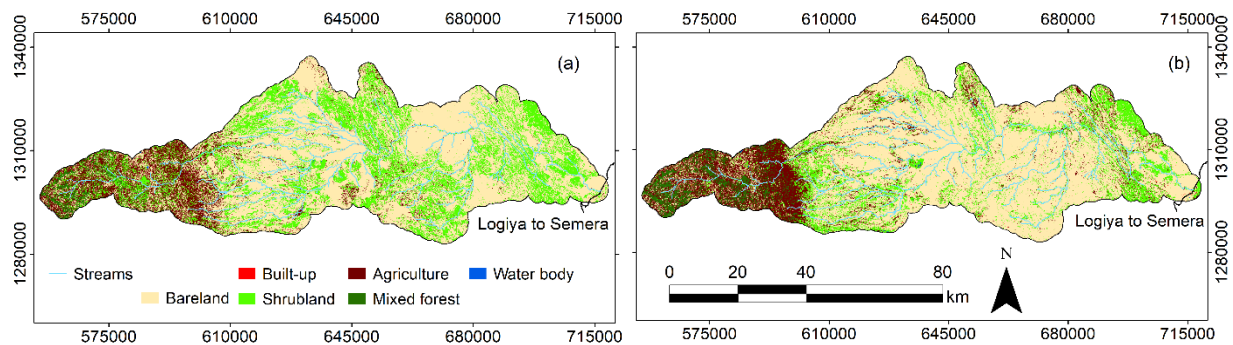 575000 610000 645000 680000 715000
575000 610000 645000 680000 715000
1340000
1310000
1280000
(a)
Logiya to Semera
Streams
Built-up
Agriculture
Water body
Bareland
Shrubland
Mixed forest
575000 610000 645000 680000 715000
(b)
Logiya to Semera
N
0 20 40 80
km
1340000
1310000
1280000
575000 610000 645000 680000 715000